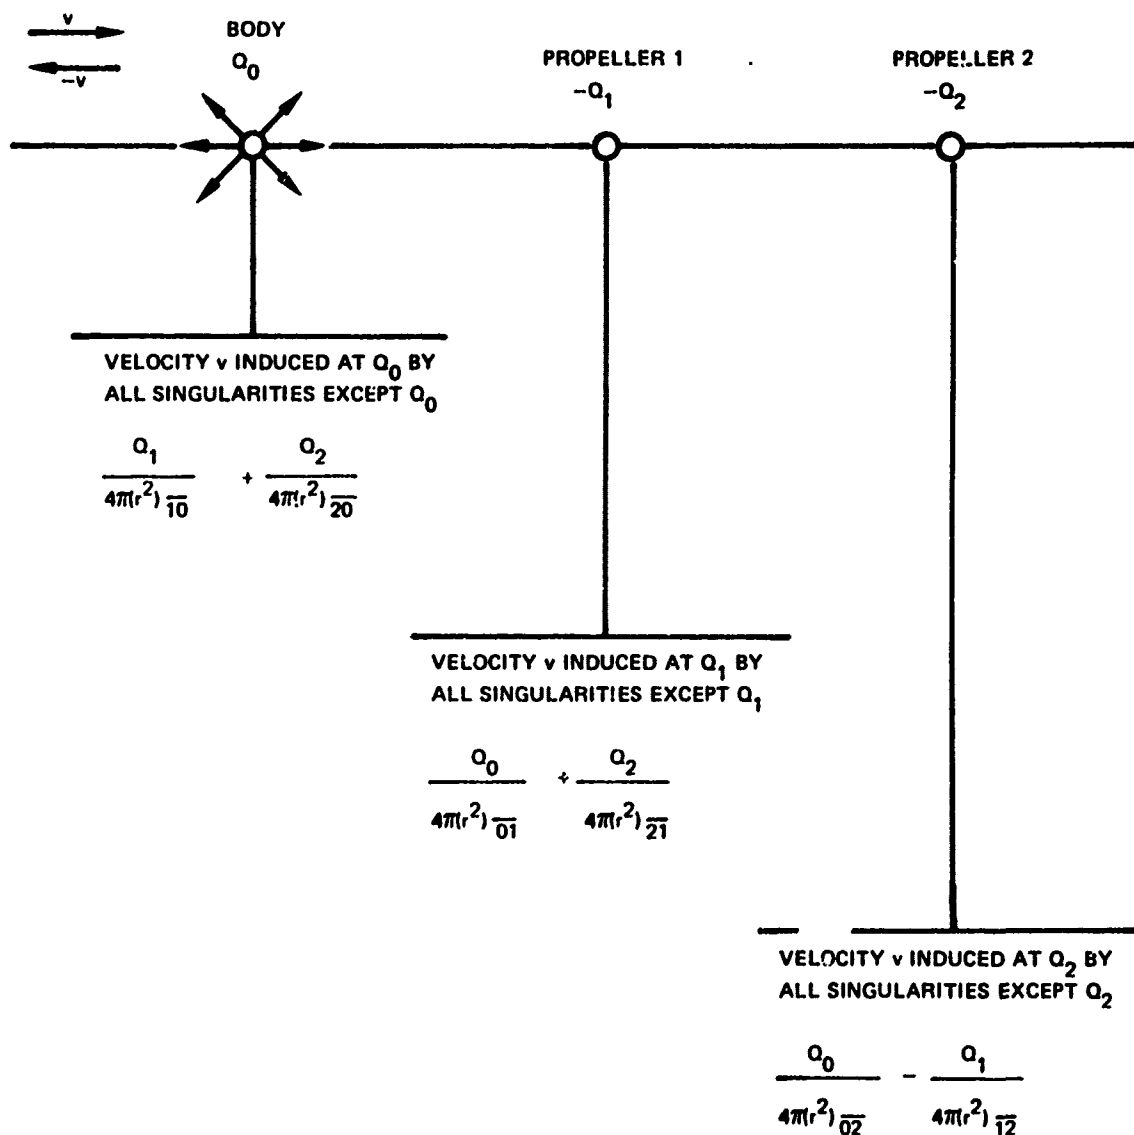 v
-v
BODY
Q0
PROPELLER 1
-Q1
PROPELLER 2
-Q2
VELOCITY v INDUCED AT Q0 BY
ALL SINGULARITIES EXCEPT Q0
Q1 / 4π(r²)10 + Q2 / 4π(r²)20
VELOCITY v INDUCED AT Q1 BY
ALL SINGULARITIES EXCEPT Q1
Q0 / 4π(r²)01 + Q2 / 4π(r²)21
VELOCITY v INDUCED AT Q2 BY
ALL SINGULARITIES EXCEPT Q2
Q0 / 4π(r²)02 - Q1 / 4π(r²)12